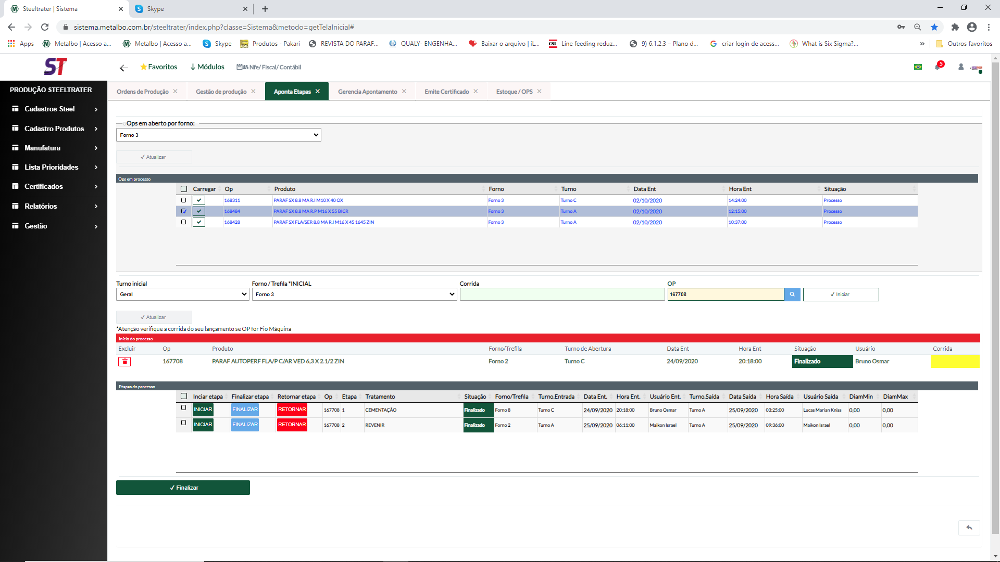 Steeltrater | Sistema
Skype
sistema.metalbo.com.br/steeltrater/index.php?classe=Sistema&metodo=getTelaInicial#
Apps Metalbo | Acesso a... Metalbo | Acesso a... Skype Produtos - Pakari REVISTA DO PARAF... QUALY- ENGENHA... Baixar o arquivo | iL... CSI Line feeding reduz... 9) 6.1.2.3 – Plano d... criar login de acess... What is Six Sigma?... » Outros favoritos
ST
Favoritos Módulos Nfe/ Fiscal/ Contábil 5
PRODUÇÃO STEELTRATER
Cadastros Steel
Cadastro Produtos
Manufatura
Lista Prioridades
Certificados
Relatórios
Gestão
Ordens de Produção Gestão de produção Aponta Etapas Gerencia Apontamento Emite Certificado Estoque / OPS
Ops em aberto por forno:
Forno 3
Atualizar
Ops em processo
Carregar Op Produto Forno Turno Data Ent Hora Ent Situação
168311 PARAF SX 8.8 MA R.I M10 X 40 OX Forno 3 Turno C 02/10/2020 14:24:00 Processo
168484 PARAF SX 8.8 MA R.P M16 X 55 BICR Forno 3 Turno A 02/10/2020 12:15:00 Processo
168428 PARAF SX FLA/SER 8.8 MA R.I M16 X 45 1645 ZIN Forno 3 Turno A 02/10/2020 10:37:00 Processo
Turno inicial Forno / Trefila *INICIAL Corrida OP
Geral Forno 3 167708 Iniciar
Atualizar
*Atenção verifique a corrida do seu lançamento se OP for Fio Máquina
Início do processo
Excluir Op Produto Forno/Trefila Turno de Abertura Data Ent Hora Ent Situação Usuário Corrida
167708 PARAF AUTOPERF FLA/P C/AR VED 6,3 X 2.1/2 ZIN Forno 2 Turno C 24/09/2020 20:18:00 Finalizado Bruno Osmar
Etapas do processo
Inciar etapa Finalizar etapa Retornar etapa Op Etapa Tratamento Situação Forno/Trefila Turno.Entrada Data Ent. Hora Ent. Usuário Ent. Turno.Saída Data Saída Hora Saída Usuário Saída DiamMin DiamMax
INICIAR FINALIZAR RETORNAR 167708 1 CEMENTAÇÃO Finalizado Forno 8 Turno C 24/09/2020 20:18:00 Bruno Osmar Turno A 25/09/2020 03:25:00 Lucas Marian Kniss 0,00 0,00
INICIAR FINALIZAR RETORNAR 167708 2 REVENIR Finalizado Forno 2 Turno A 25/09/2020 06:11:00 Maikon Israel Turno A 25/09/2020 09:36:00 Maikon Israel 0,00 0,00
Finalizar